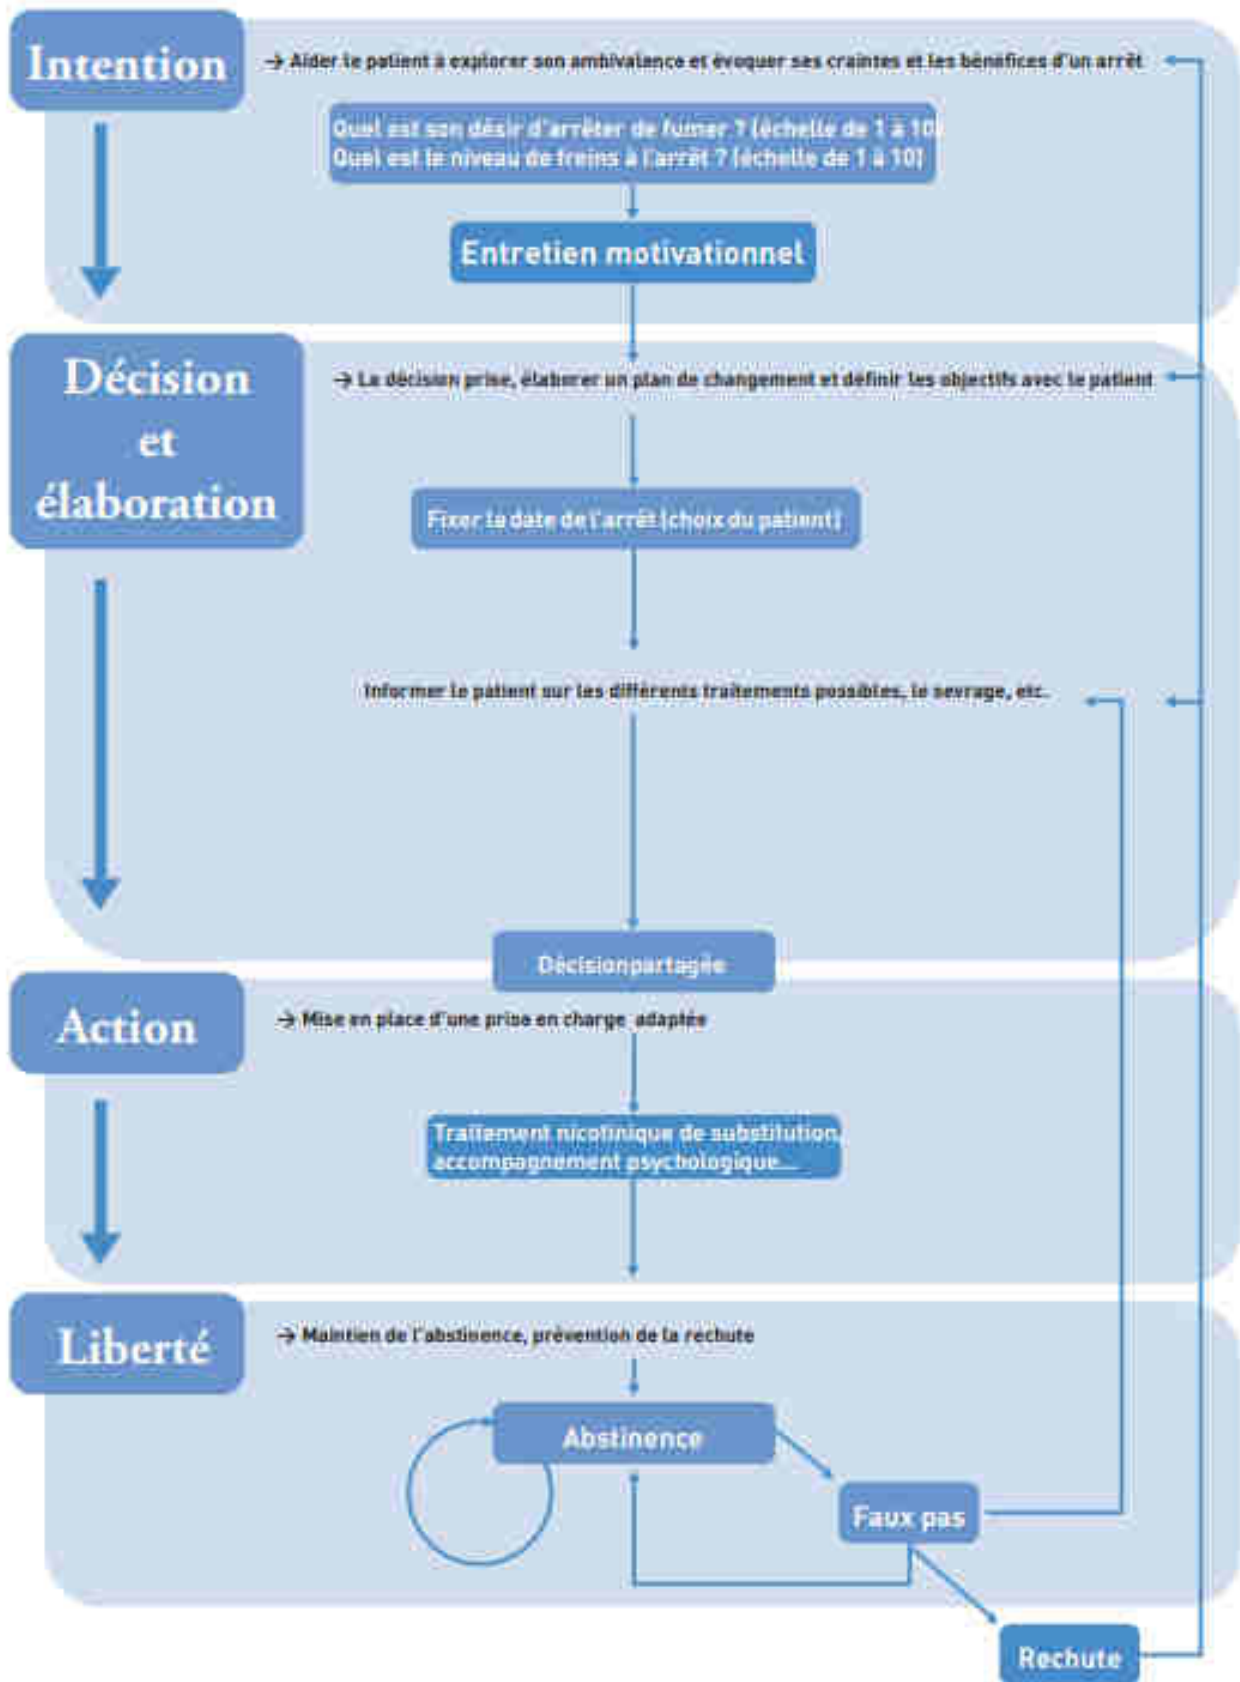 Intention
→ Aider le patient à explorer son ambivalence et évoquer ses craintes et les bénéfices d'un arrêt
Quel est son désir d'arrêter de fumer ? (échelle de 1 à 10)
Quel est le niveau de freins à l'arrêt ? (échelle de 1 à 10)
Entretien motivationnel
Décision
et
élaboration
→ La décision prise, élaborer un plan de changement et définir les objectifs avec le patient
Fixer la date de l'arrêt (choix du patient)
Informer le patient sur les différents traitements possibles, le sevrage, etc.
Décisionpartagée
Action
→ Mise en place d'une prise en charge adaptée
Traitement nicotinique de substitution,
accompagnement psychologique...
Liberté
→ Maintien de l'abstinence, prévention de la rechute
Abstinence
Faux pas
Rechute